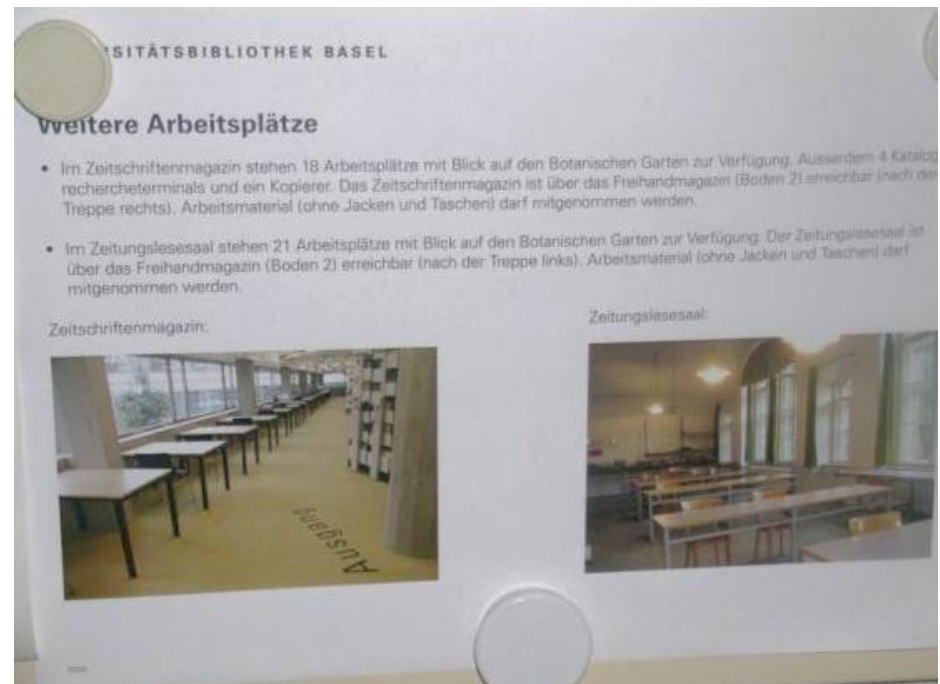 SITÄTSBIBLIOTHEK BASEL
Weitere Arbeitsplätze
• Im Zeitschriftenmagazin stehen 18 Arbeitsplätze mit Blick auf den Botanischen Garten zur Verfügung. Ausserdem 4 Katalog
rechercheterminals und ein Kopierer. Das Zeitschriftenmagazin ist über das Freihandmagazin (Boden 2) erreichbar (nach der
Treppe rechts). Arbeitsmaterial (ohne Jacken und Taschen) darf mitgenommen werden.
• Im Zeitungslesesaal stehen 21 Arbeitsplätze mit Blick auf den Botanischen Garten zur Verfügung. Der Zeitungslesesaal ist
über das Freihandmagazin (Boden 2) erreichbar (nach der Treppe links). Arbeitsmaterial (ohne Jacken und Taschen) darf
mitgenommen werden.
Zeitschriftenmagazin:
Zeitungslesesaal:
Ausgang